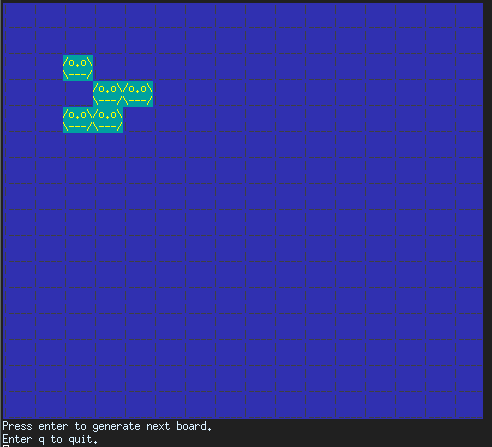 /o.o\
\---/
/o.o\/o.o\
\---/\---/
/o.o\/o.o\
\---/\---/
Press enter to generate next board.
Enter q to quit.